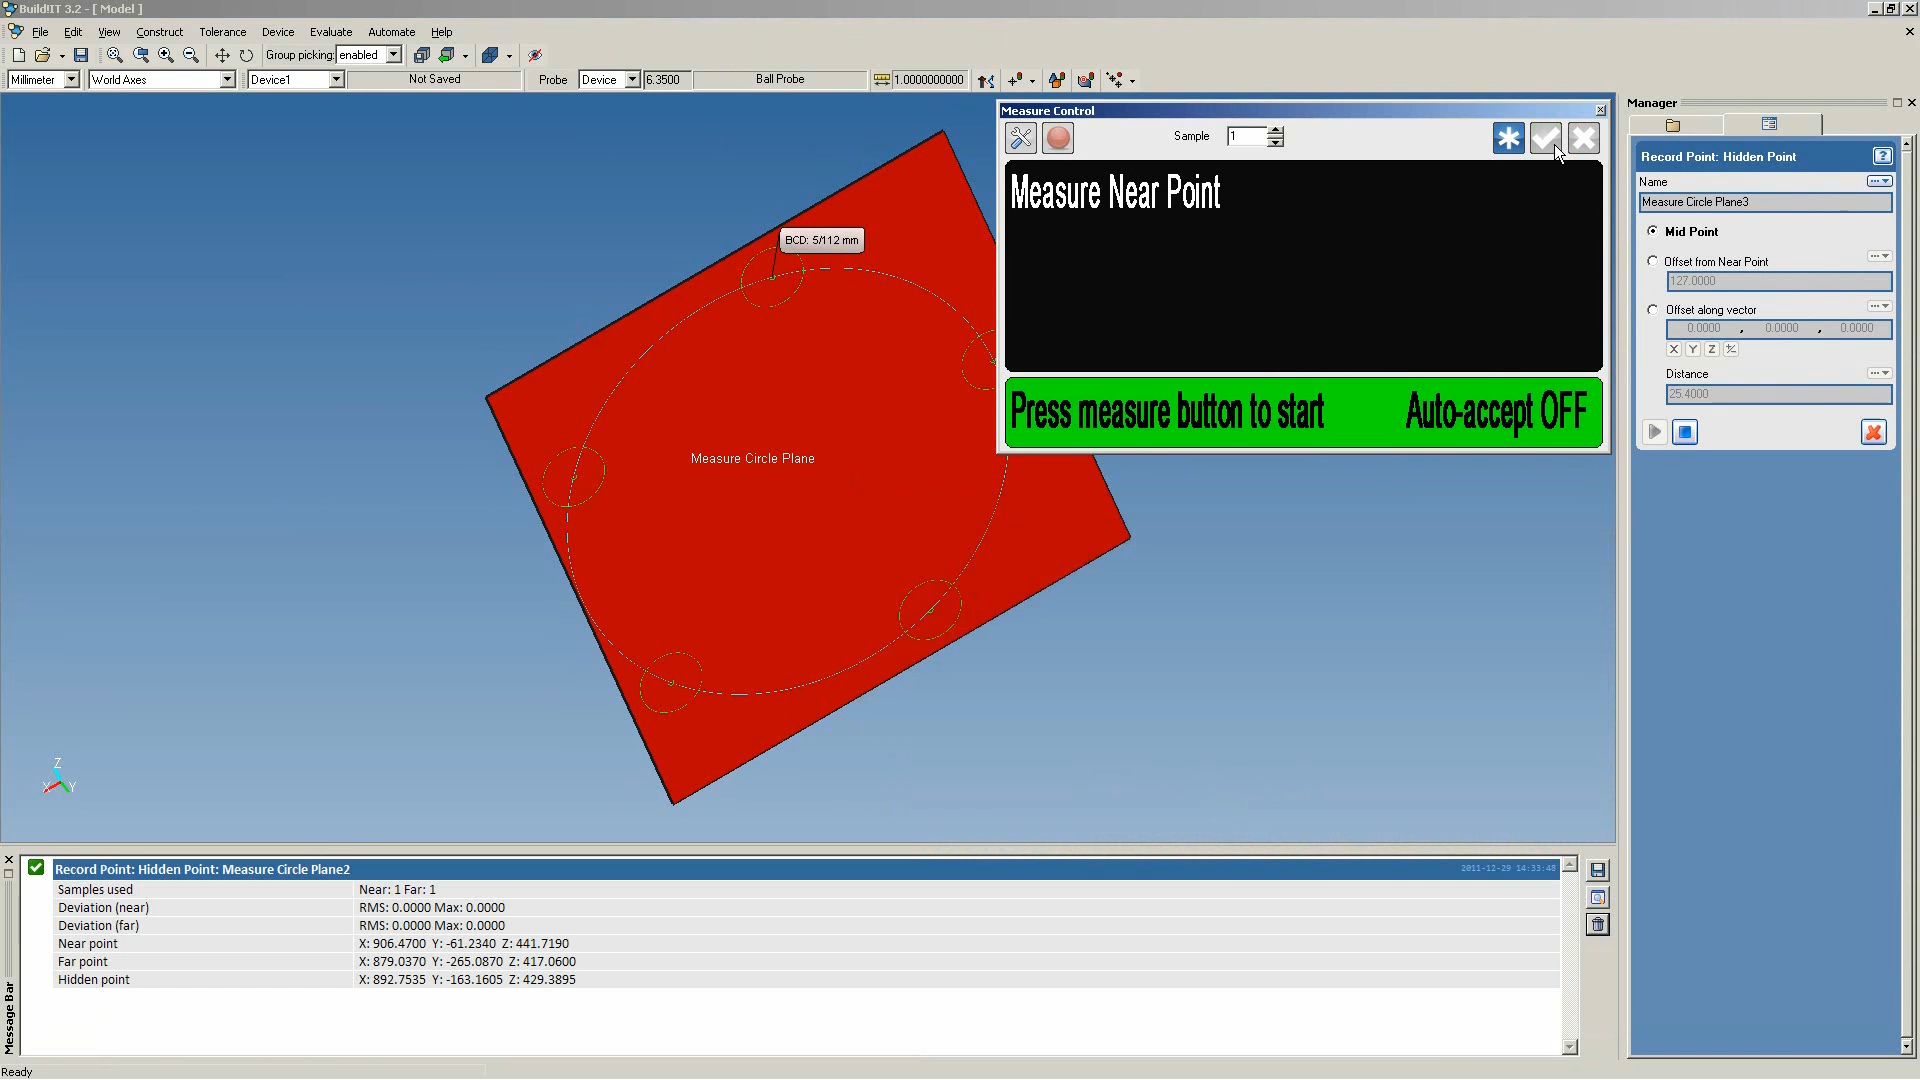 Build!IT 3.2 - [ Model ]
File Edit View Construct Tolerance Device Evaluate Automate Help
Group picking: enabled
Millimeter World Axes Device1 Not Saved Probe Device 6.3500 Ball Probe 1.0000000000
Measure Control
Sample 1
Measure Near Point
Press measure button to start Auto-accept OFF
BCD: 5/112 mm
Measure Circle Plane
Z
X Y
Manager
Record Point: Hidden Point ?
Name
Measure Circle Plane3
Mid Point
Offset from Near Point
127.0000
Offset along vector
0.0000 , 0.0000 , 0.0000
X Y Z +/-
Distance
25.4000
Message Bar
Record Point: Hidden Point: Measure Circle Plane2 2011-12-29 14:33:48
Samples used Near: 1 Far: 1
Deviation (near) RMS: 0.0000 Max: 0.0000
Deviation (far) RMS: 0.0000 Max: 0.0000
Near point X: 906.4700 Y: -61.2340 Z: 441.7190
Far point X: 879.0370 Y: -265.0870 Z: 417.0600
Hidden point X: 892.7535 Y: -163.1605 Z: 429.3895
Ready